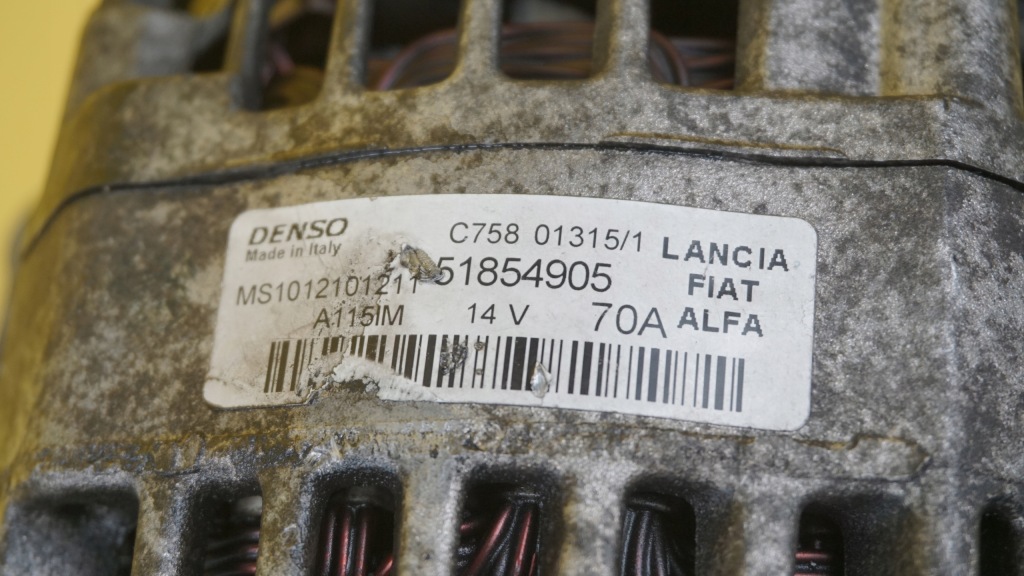 DENSO
Made in Italy
C758 01315/1
LANCIA
MS1012101211
51854905
FIAT
A115IM
14 V
70A
ALFA